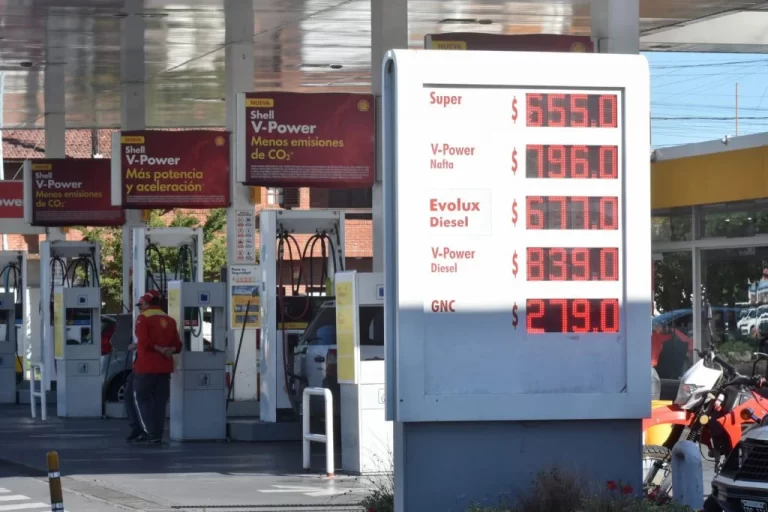 NUEVA
Shell
V-Power
Menos emisiones
de CO₂*
Shell
V-Power
Más potencia
y aceleración*
Shell
V-Power
Menos emisiones
de CO₂*
Power
Super $ 655.0
V-Power
Nafta $ 796.0
Evolux
Diesel $ 677.0
V-Power
Diesel $ 839.0
GNC $ 279.0